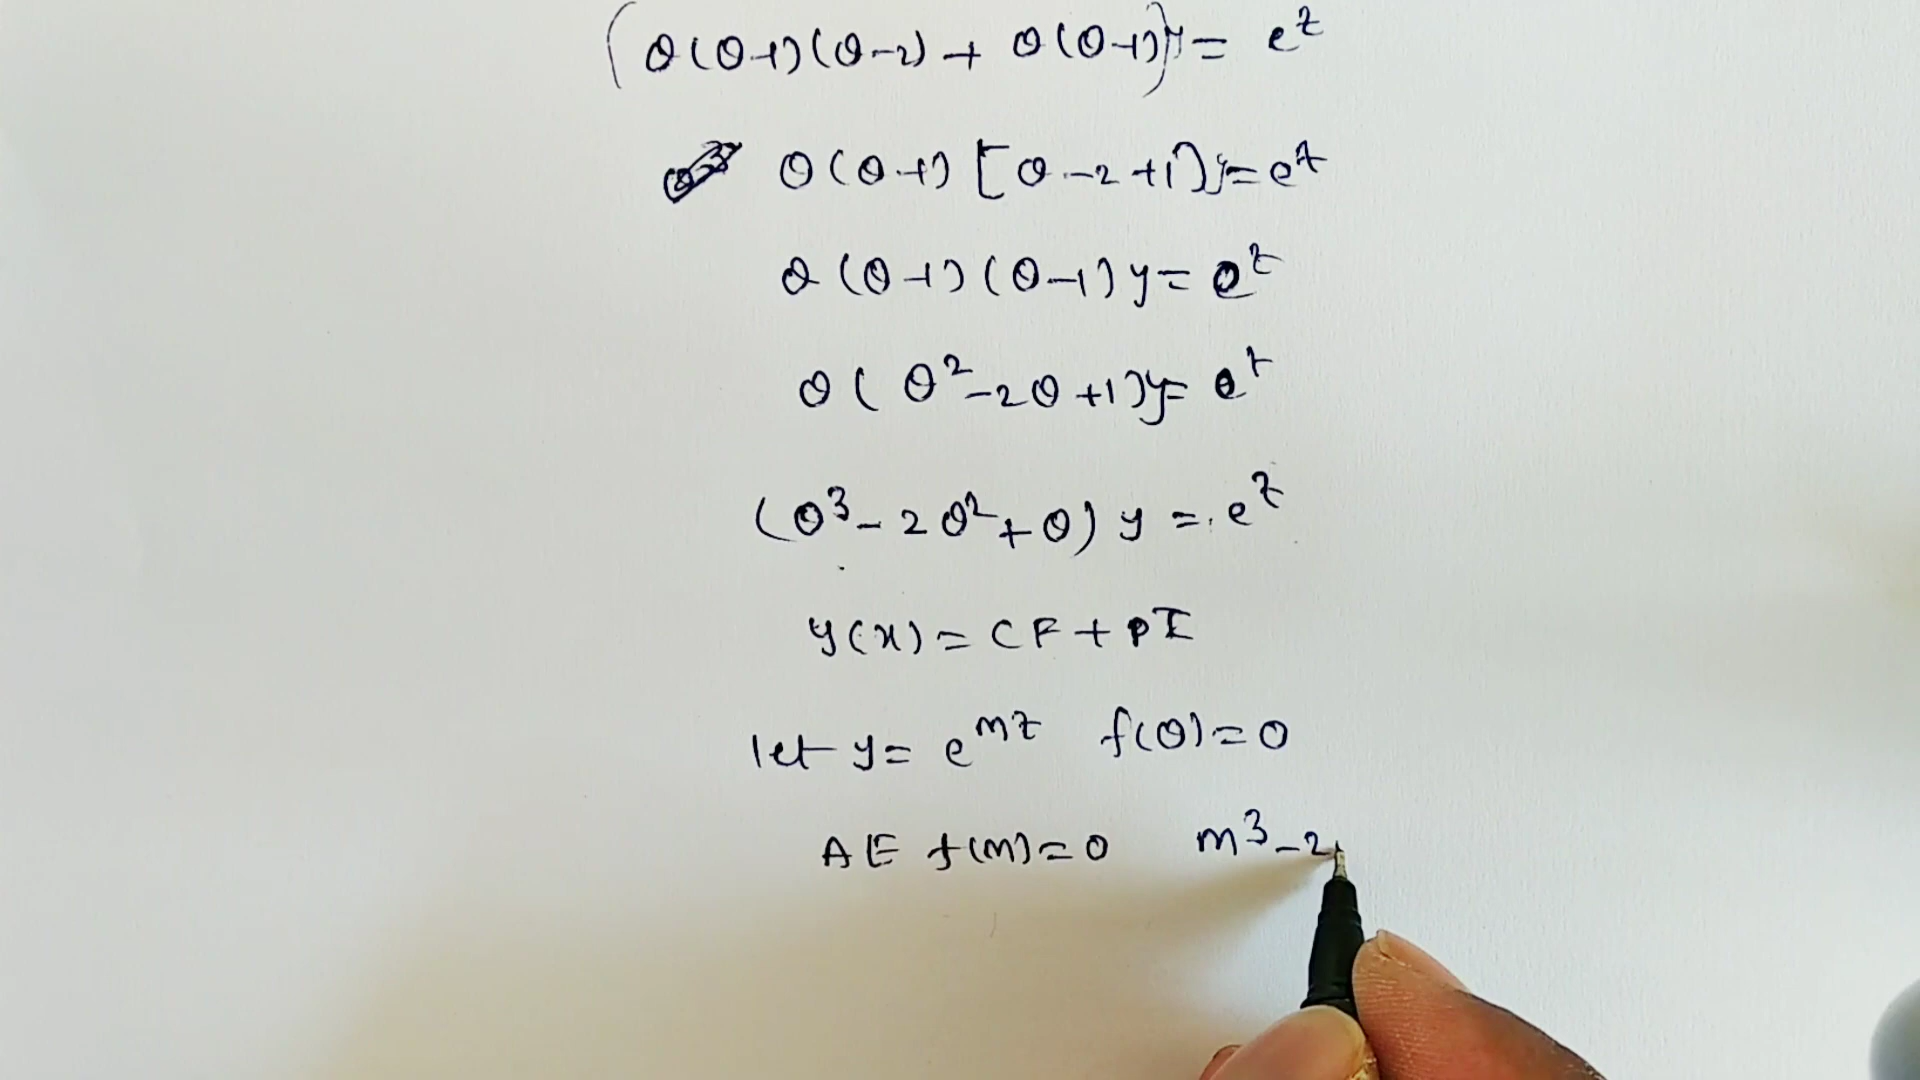 (θ(θ-1)(θ-2) + θ(θ-1))y = e^z
θ(θ-1) [θ-2+1]y = e^z
θ(θ-1)(θ-1)y = e^z
θ(θ²-2θ+1)y = e^z
(θ³-2θ²+θ) y = e^z
y(x) = CF + PI
let y = e^mz f(θ) = 0
AE f(m) = 0 m³-2